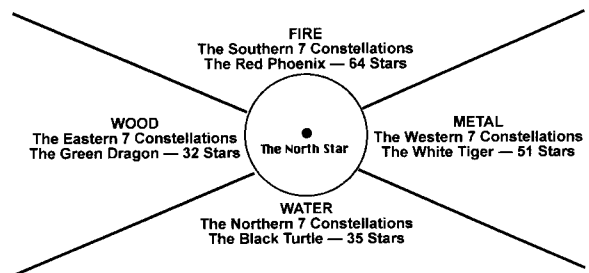 FIRE
The Southern 7 Constellations
The Red Phoenix — 64 Stars
WOOD
The Eastern 7 Constellations
The Green Dragon — 32 Stars
The North Star
METAL
The Western 7 Constellations
The White Tiger — 51 Stars
WATER
The Northern 7 Constellations
The Black Turtle — 35 Stars